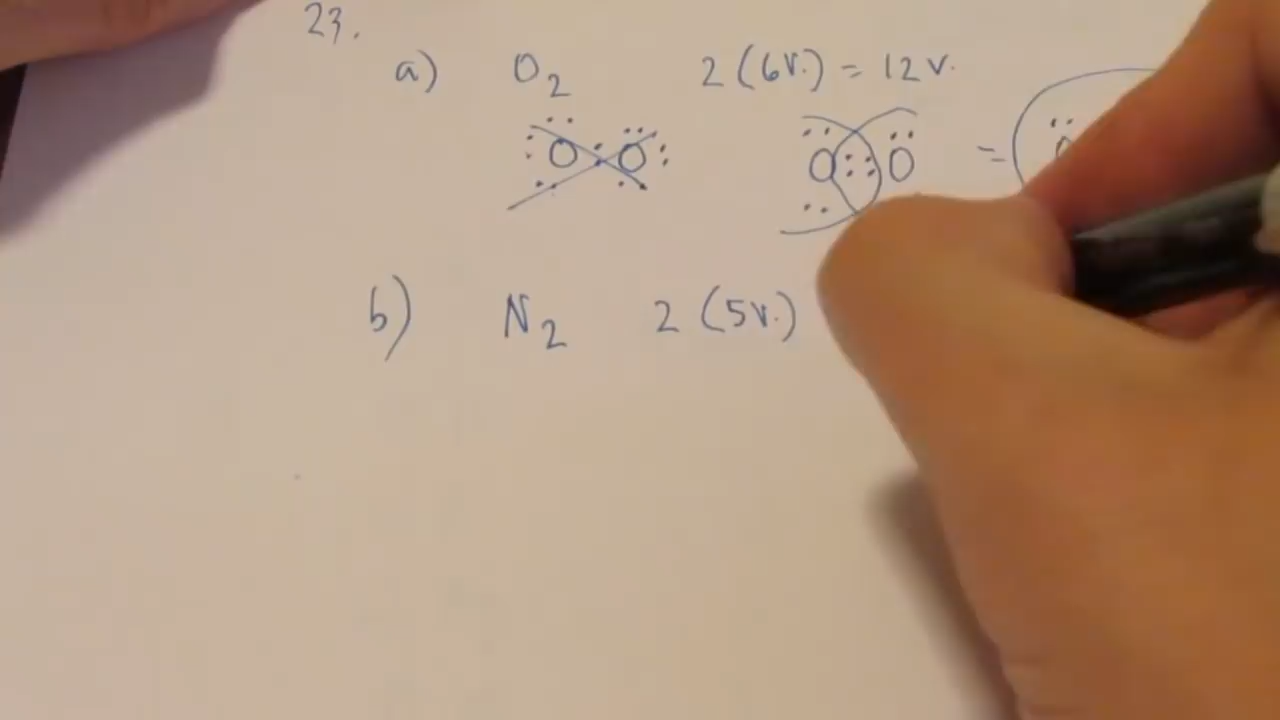 23.
a) O₂ 2 (6v.) = 12 v.
:O:O: O::O =
b) N₂ 2 (5v.)